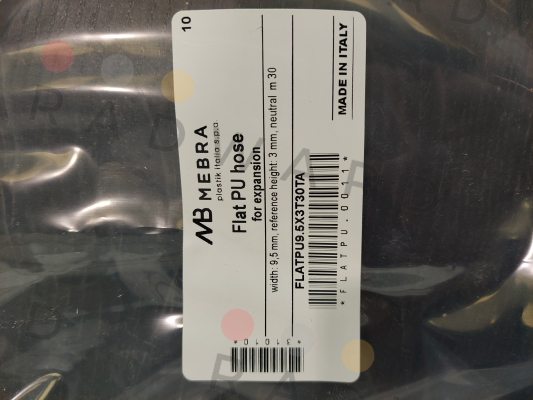 10
MEBRA
plastik italia s.p.a.
Flat PU hose
for expansion
width: 9,5 mm, reference height: 3 mm, neutral m 30
FLATPU9.5X3T30TA
*FLATPU.0011*
MADE IN ITALY
*31D1D*